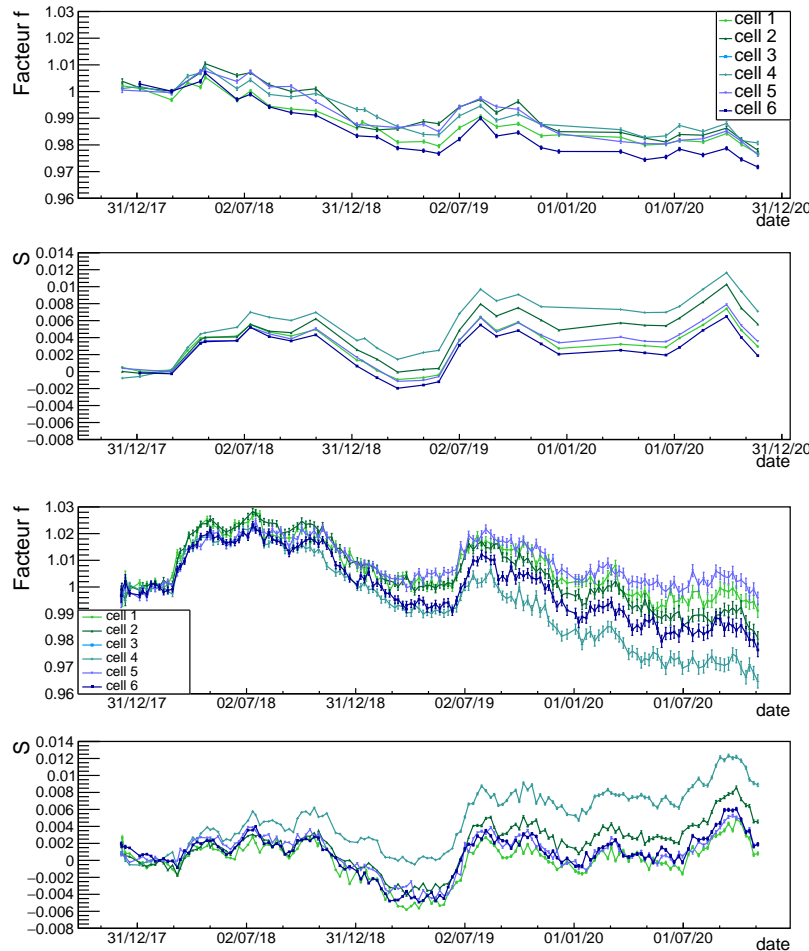 Facteur f
1.03
1.02
1.01
1
0.99
0.98
0.97
0.96
cell 1
cell 2
cell 3
cell 4
cell 5
cell 6
31/12/17 02/07/18 31/12/18 02/07/19 01/01/20 01/07/20 31/12/20
date
S
0.014
0.012
0.01
0.008
0.006
0.004
0.002
0
−0.002
−0.004
−0.006
−0.008
31/12/17 02/07/18 31/12/18 02/07/19 01/01/20 01/07/20 31/12/20
date
Facteur f
1.03
1.02
1.01
1
0.99
0.98
0.97
0.96
cell 1
cell 2
cell 3
cell 4
cell 5
cell 6
31/12/17 02/07/18 31/12/18 02/07/19 01/01/20 01/07/20
date
S
0.014
0.012
0.01
0.008
0.006
0.004
0.002
0
−0.002
−0.004
−0.006
−0.008
31/12/17 02/07/18 31/12/18 02/07/19 01/01/20 01/07/20
date